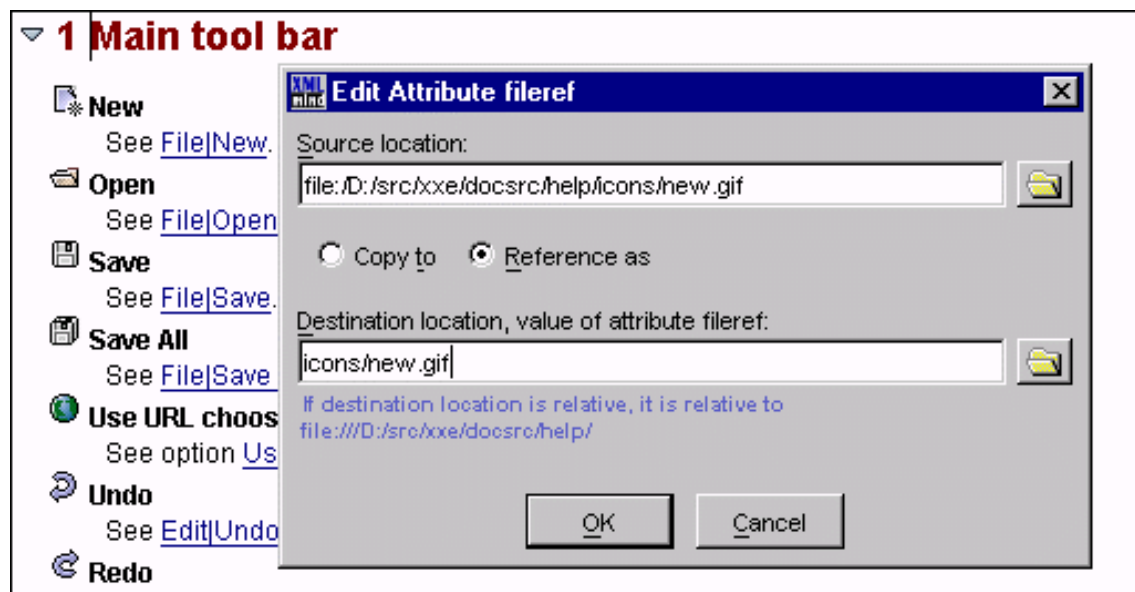 1 Main tool bar
New
See File|New.
Open
See File|Open
Save
See File|Save.
Save All
See File|Save
Use URL choos
See option Us
Undo
See Edit|Undo
Redo
XML mind Edit Attribute fileref
Source location:
file:/D:/src/xxe/docsrc/help/icons/new.gif
Copy to Reference as
Destination location, value of attribute fileref:
icons/new.gif
If destination location is relative, it is relative to
file:///D:/src/xxe/docsrc/help/
OK Cancel